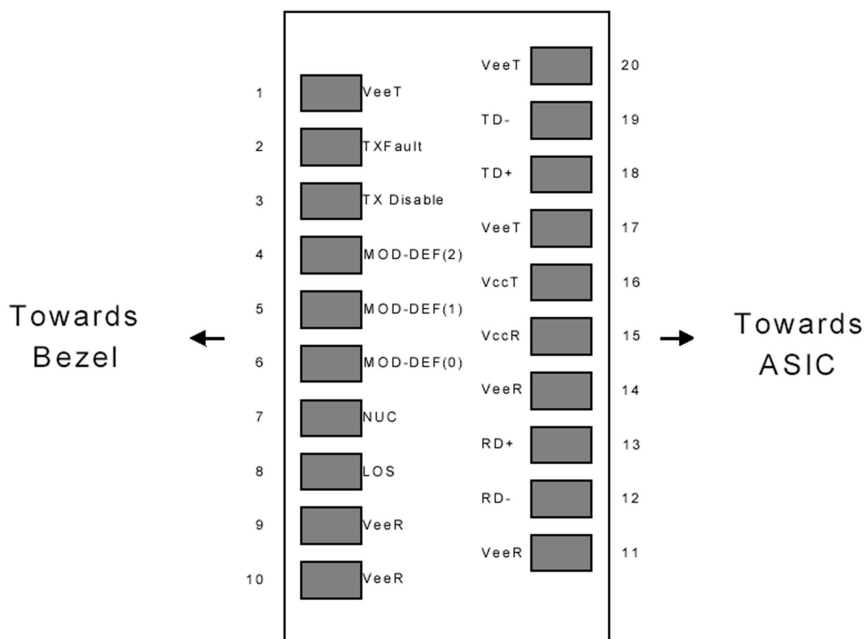 VeeT 20
1 VeeT
TD- 19
2 TXFault
TD+ 18
3 TX Disable
VeeT 17
4 MOD-DEF(2)
VccT 16
5 MOD-DEF(1)
Towards
Bezel
VccR 15
Towards
ASIC
6 MOD-DEF(0)
VeeR 14
7 NUC
RD+ 13
8 LOS
RD- 12
9 VeeR
VeeR 11
10 VeeR